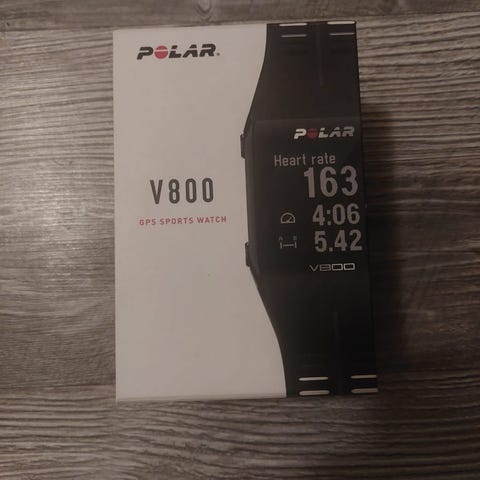 POLAR
V800
GPS SPORTS WATCH
POLAR
Heart rate
163
4:06
A B
5.42
V800